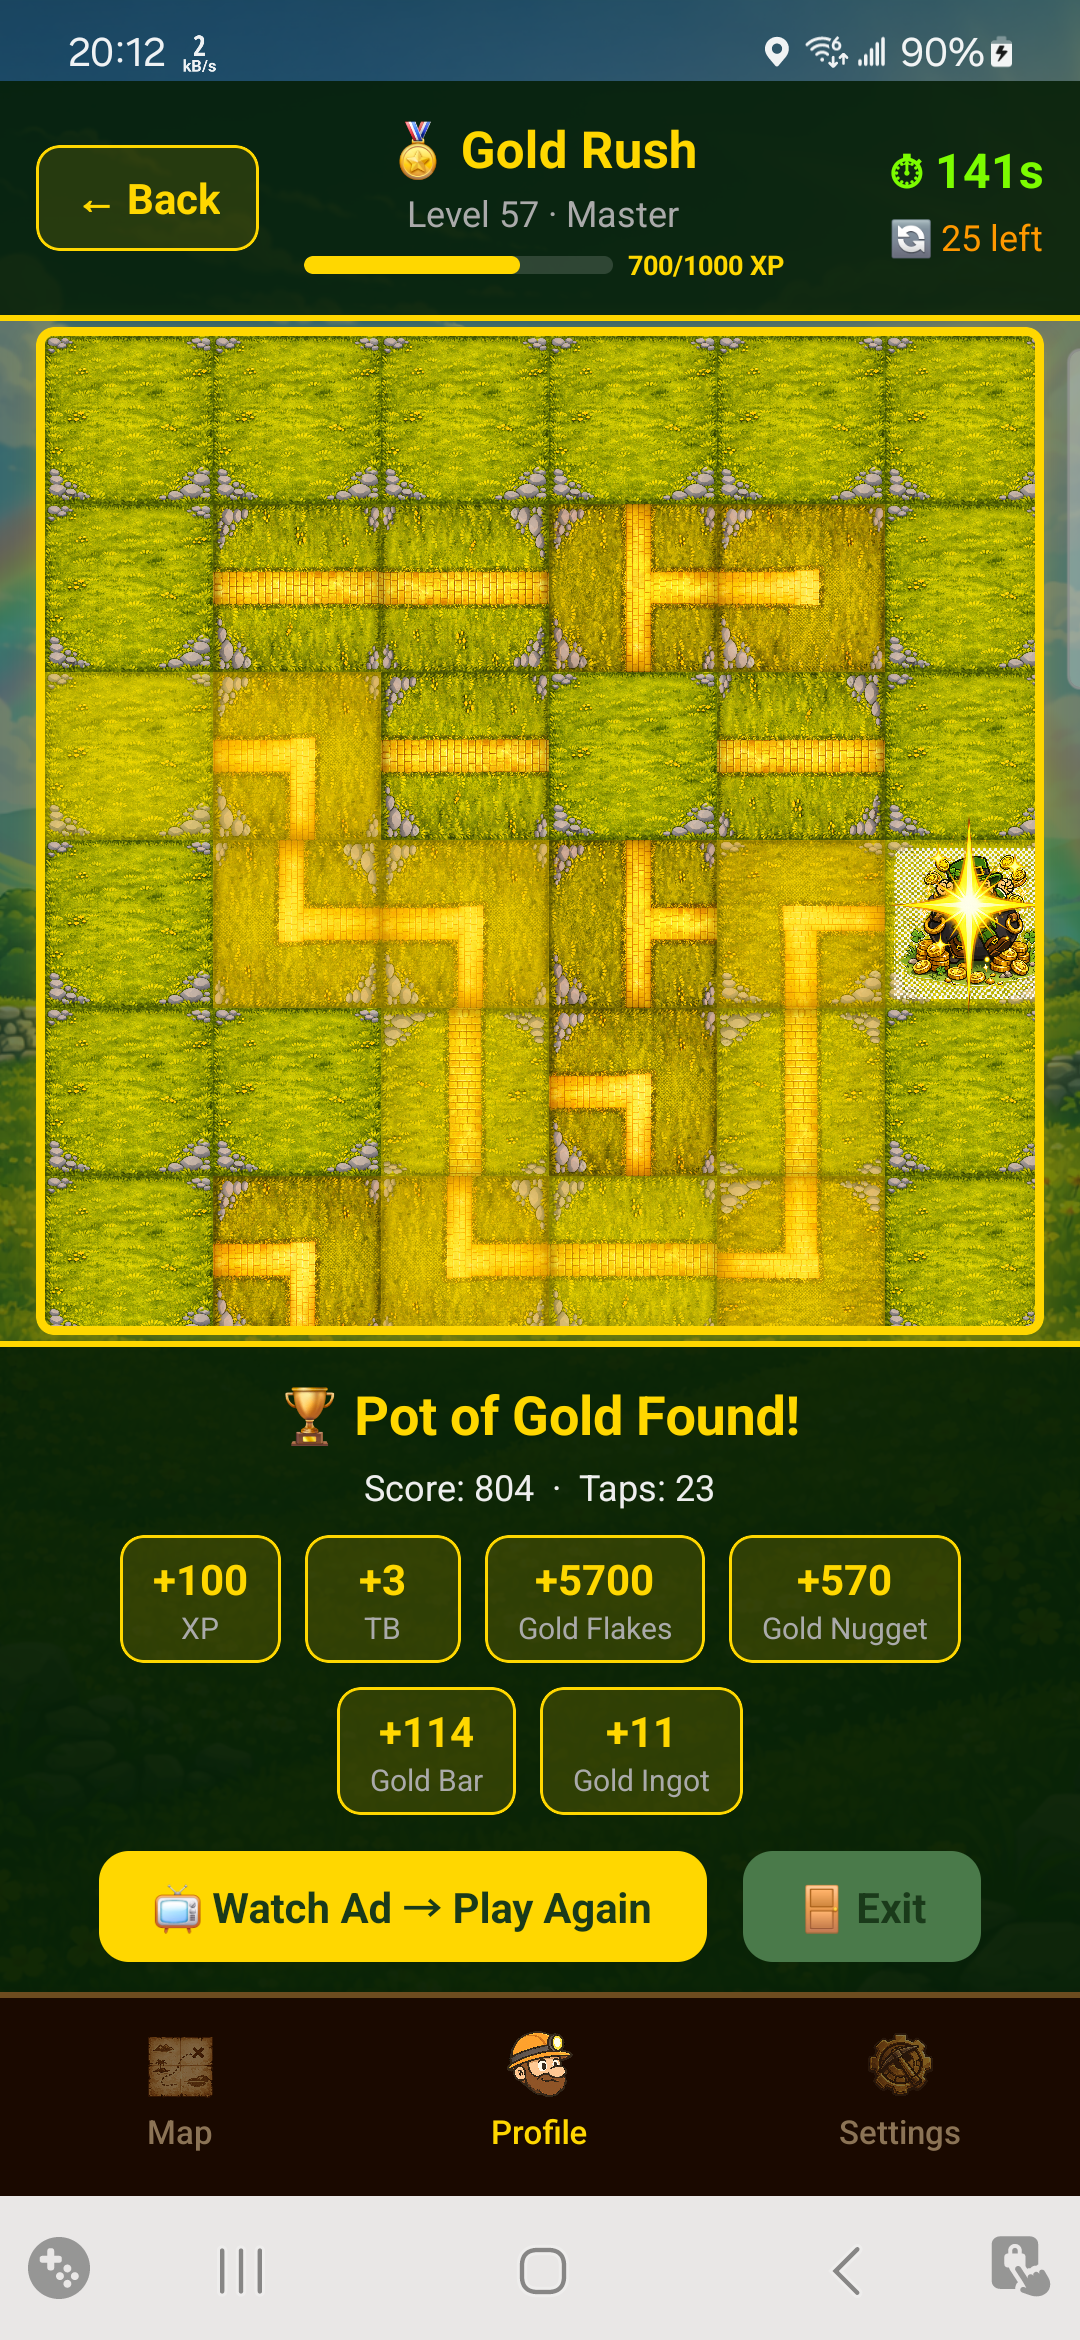 20:12 2 kB/s 6 90%
← Back
🏅 Gold Rush
Level 57 · Master
700/1000 XP
⏱ 141s
🔄 25 left
🏆 Pot of Gold Found!
Score: 804 · Taps: 23
+100
XP
+3
TB
+5700
Gold Flakes
+570
Gold Nugget
+114
Gold Bar
+11
Gold Ingot
📺 Watch Ad → Play Again
🚪 Exit
Map
Profile
Settings